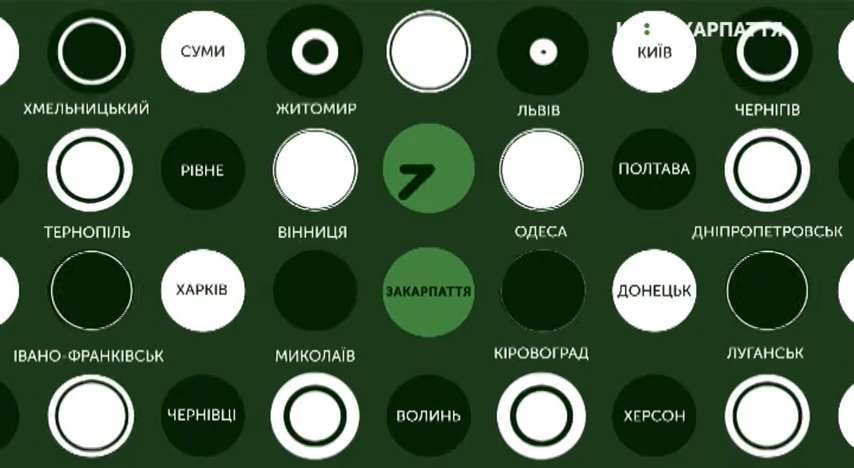 КАРПАТТЯ
СУМИ
КИЇВ
ХМЕЛЬНИЦЬКИЙ
ЖИТОМИР
ЛЬВІВ
ЧЕРНІГІВ
РІВНЕ
ПОЛТАВА
ТЕРНОПІЛЬ
ВІННИЦЯ
ОДЕСА
ДНІПРОПЕТРОВСЬК
ХАРКІВ
ЗАКАРПАТТЯ
ДОНЕЦЬК
ІВАНО-ФРАНКІВСЬК
МИКОЛАЇВ
КІРОВОГРАД
ЛУГАНСЬК
ЧЕРНІВЦІ
ВОЛИНЬ
ХЕРСОН